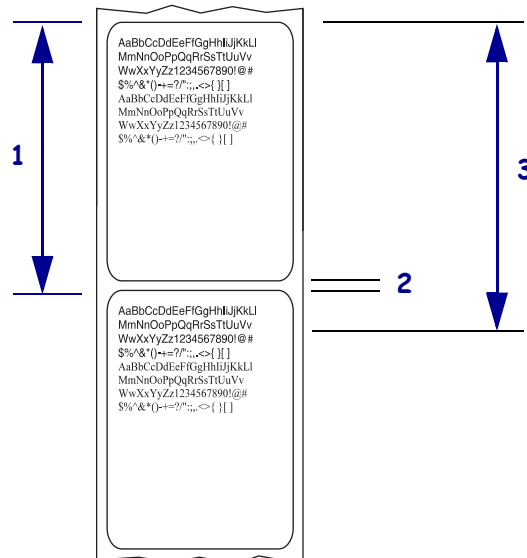 AaBbCcDdEeFfGgHhIiJjKkLl
MmNnOoPpQqRrSsTtUuVv
WwXxYyZz1234567890!@#
$%^&*()-+=?/":;,.<>{ }[ ]
AaBbCcDdEeFfGgHhIiJjKkLl
MmNnOoPpQqRrSsTtUuVv
WwXxYyZz1234567890!@#
$%^&*()-+=?/":;,.<>{ }[ ]
1
3
2
AaBbCcDdEeFfGgHhIiJjKkLl
MmNnOoPpQqRrSsTtUuVv
WwXxYyZz1234567890!@#
$%^&*()-+=?/":;,.<>{ }[ ]
AaBbCcDdEeFfGgHhIiJjKkLl
MmNnOoPpQqRrSsTtUuVv
WwXxYyZz1234567890!@#
$%^&*()-+=?/":;,.<>{ }[ ]